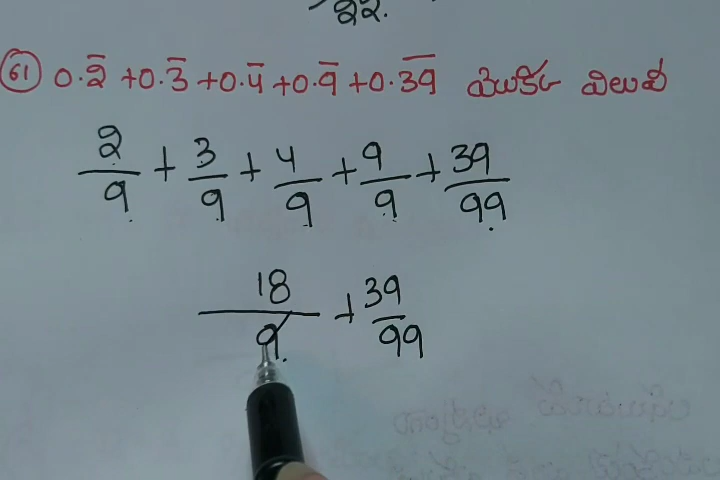 22.
61 0.2̅ + 0.3̅ + 0.4̅ + 0.9̅ + 0.3̅9̅ యొక్క విలువ
2/9 + 3/9 + 4/9 + 9/9 + 39/99
18/9 + 39/99